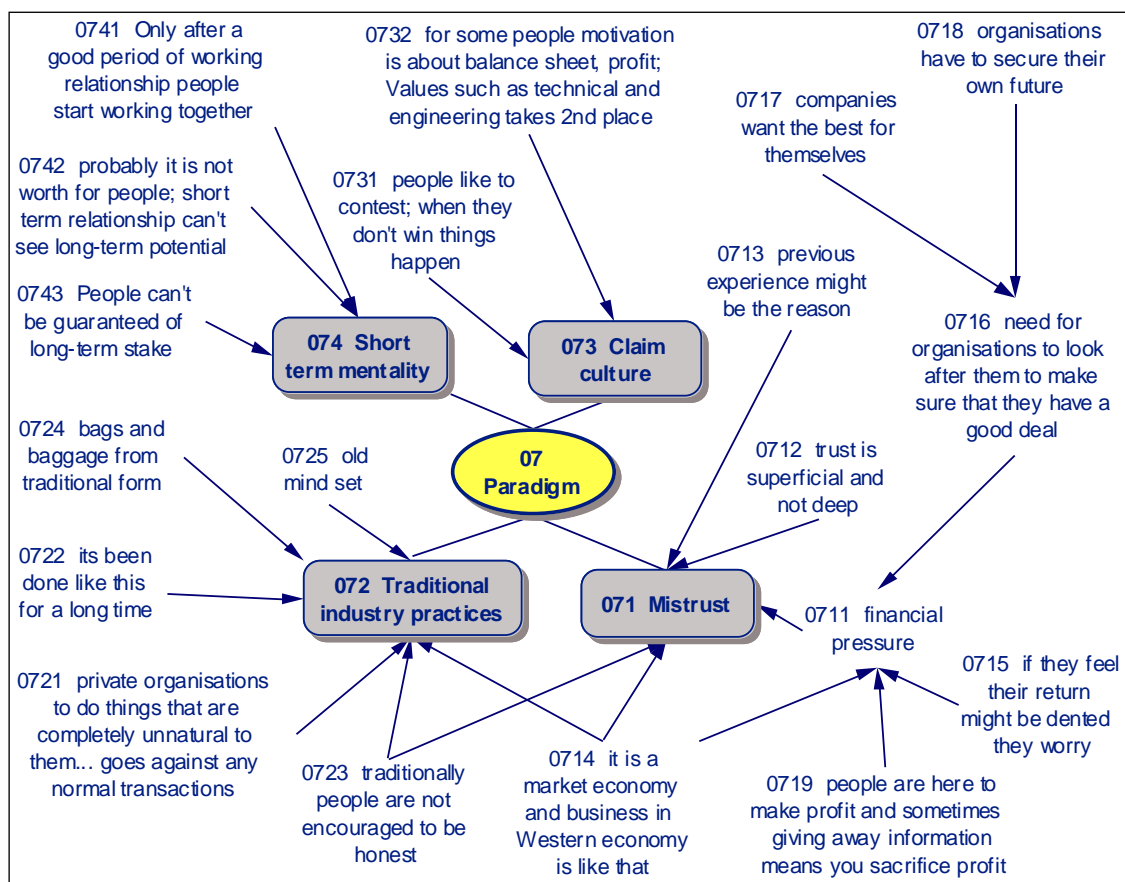 0741 Only after a
good period of working
relationship people
start working together
0732 for some people motivation
is about balance sheet, profit;
Values such as technical and
engineering takes 2nd place
0718 organisations
have to secure their
own future
0717 companies
want the best for
themselves
0742 probably it is not
worth for people; short
term relationship can't
see long-term potential
0731 people like to
contest; when they
don't win things
happen
0713 previous
experience might
be the reason
0743 People can't
be guaranteed of
long-term stake
074 Short
term mentality
073 Claim
culture
0716 need for
organisations to look
after them to make
sure that they have a
good deal
0724 bags and
baggage from
traditional form
0725 old
mind set
07
Paradigm
0712 trust is
superficial and
not deep
0722 its been
done like this
for a long time
072 Traditional
industry practices
071 Mistrust
0711 financial
pressure
0721 private organisations
to do things that are
completely unnatural to
them... goes against any
normal transactions
0723 traditionally
people are not
encouraged to be
honest
0714 it is a
market economy
and business in
Western economy
is like that
0715 if they feel
their return
might be dented
they worry
0719 people are here to
make profit and sometimes
giving away information
means you sacrifice profit